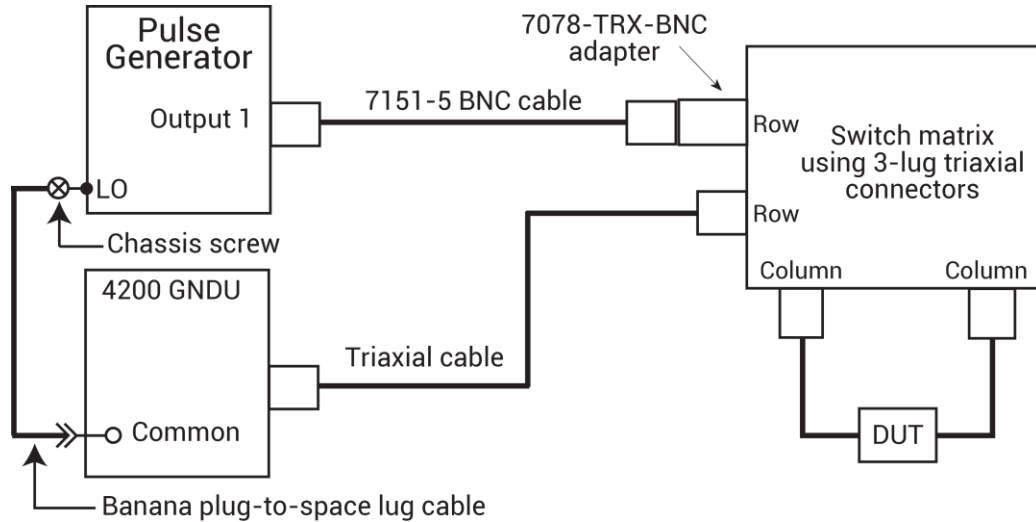 Pulse
Generator
Output 1
LO
Chassis screw
7151-5 BNC cable
7078-TRX-BNC
adapter
Row
Switch matrix
using 3-lug triaxial
connectors
Row
Column
Column
4200 GNDU
Triaxial cable
Common
DUT
Banana plug-to-space lug cable